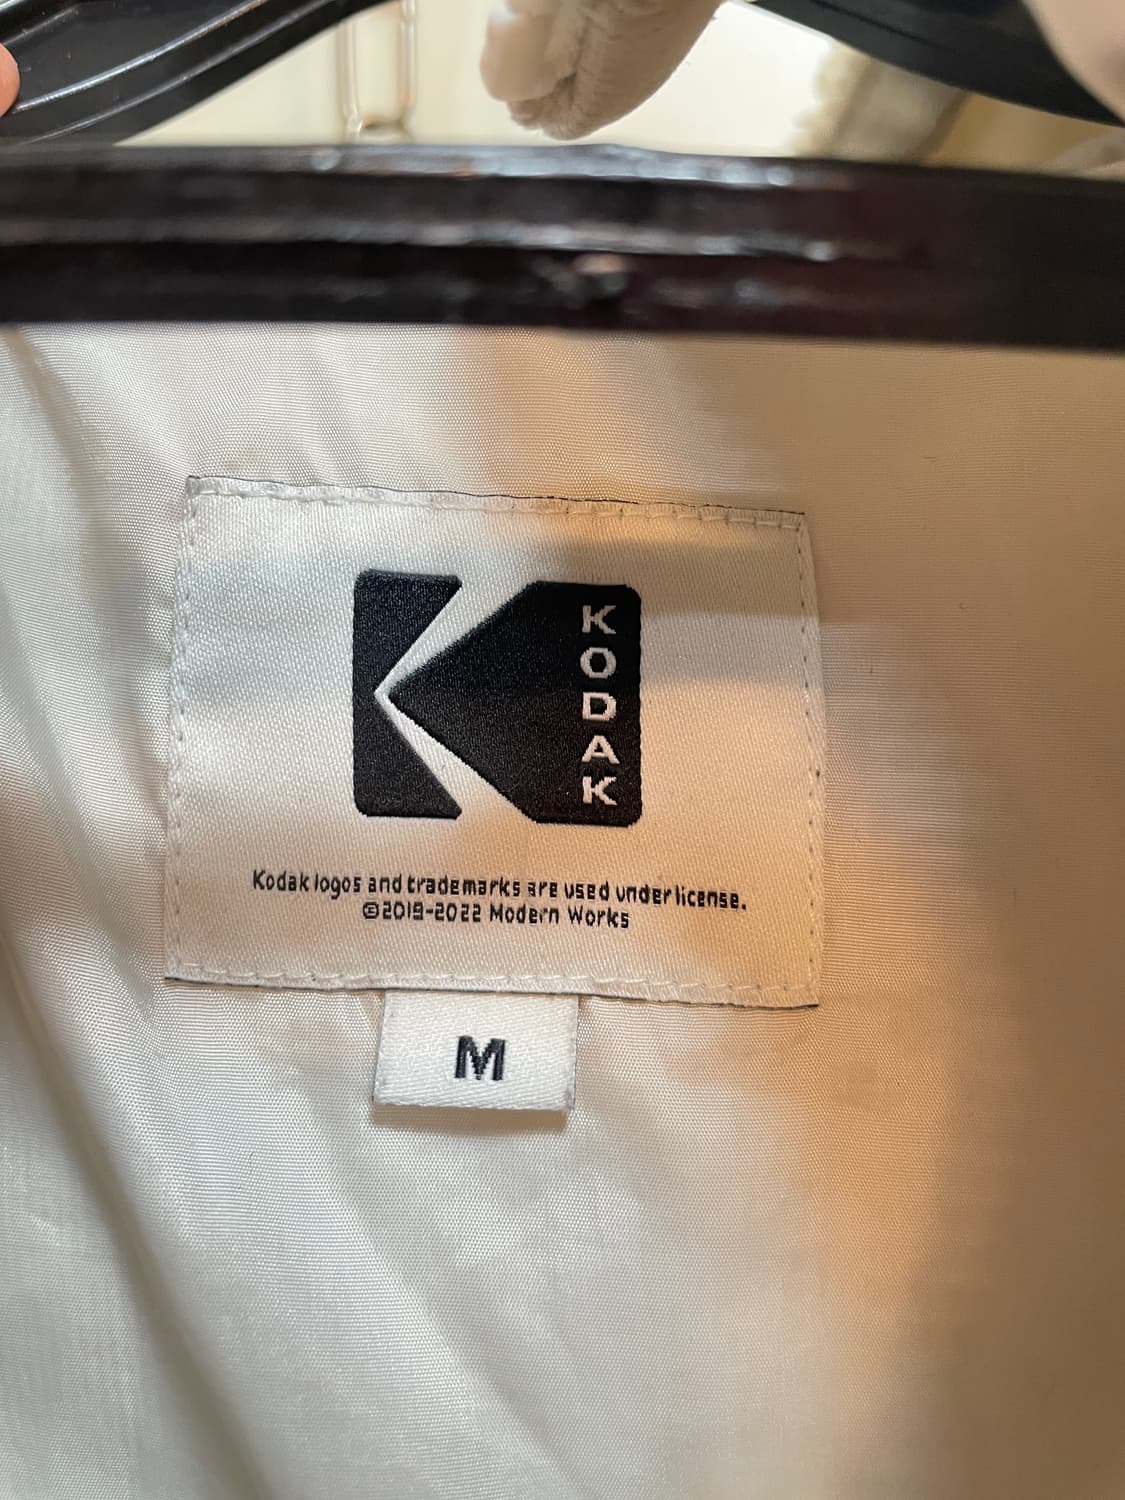 KODAK
Kodak logos and trademarks are used under license.
©2019-2022 Modern Works
M